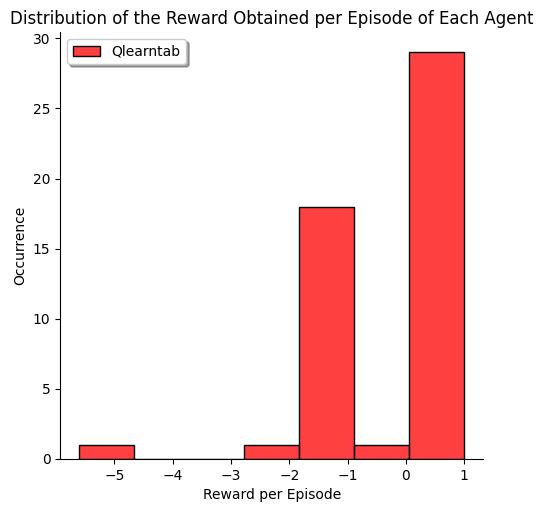 Distribution of the Reward Obtained per Episode of Each Agent
Qlearntab
30
25
20
15
10
5
0
Occurrence
−5 −4 −3 −2 −1 0 1
Reward per Episode